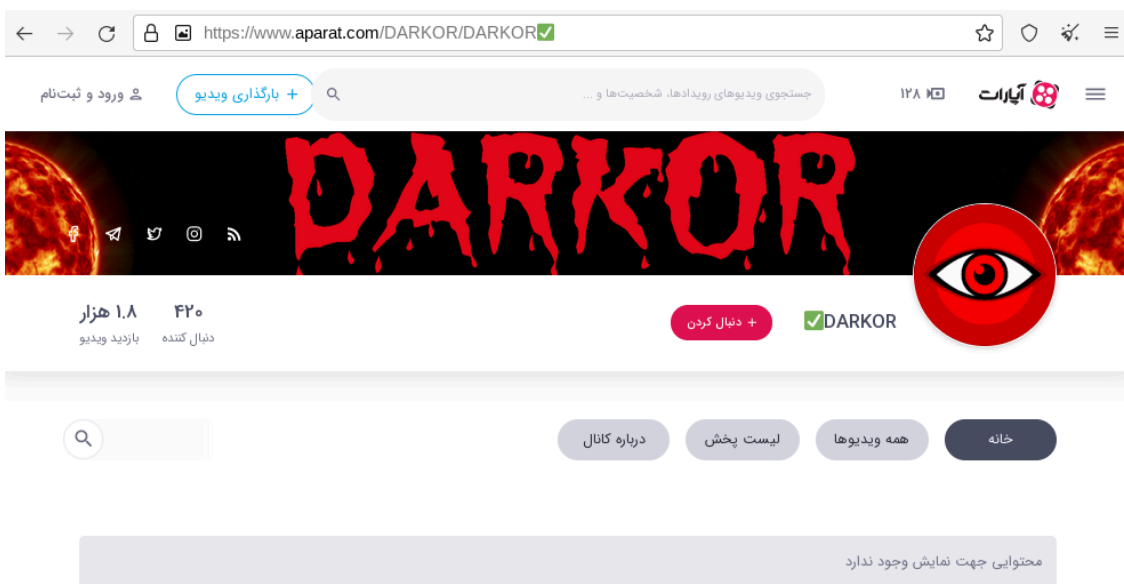 https://www.aparat.com/DARKOR/DARKOR✅
آپارات
۱۲۸
جستجوی ویدیوهای رویدادها، شخصیت‌ها و ...
+ بارگذاری ویدیو
ورود و ثبت‌نام
DARKOR
DARKOR✅
+ دنبال کردن
۴۲۰
دنبال کننده
۱.۸ هزار
بازدید ویدیو
خانه
همه ویدیوها
لیست پخش
درباره کانال
محتوایی جهت نمایش وجود ندارد